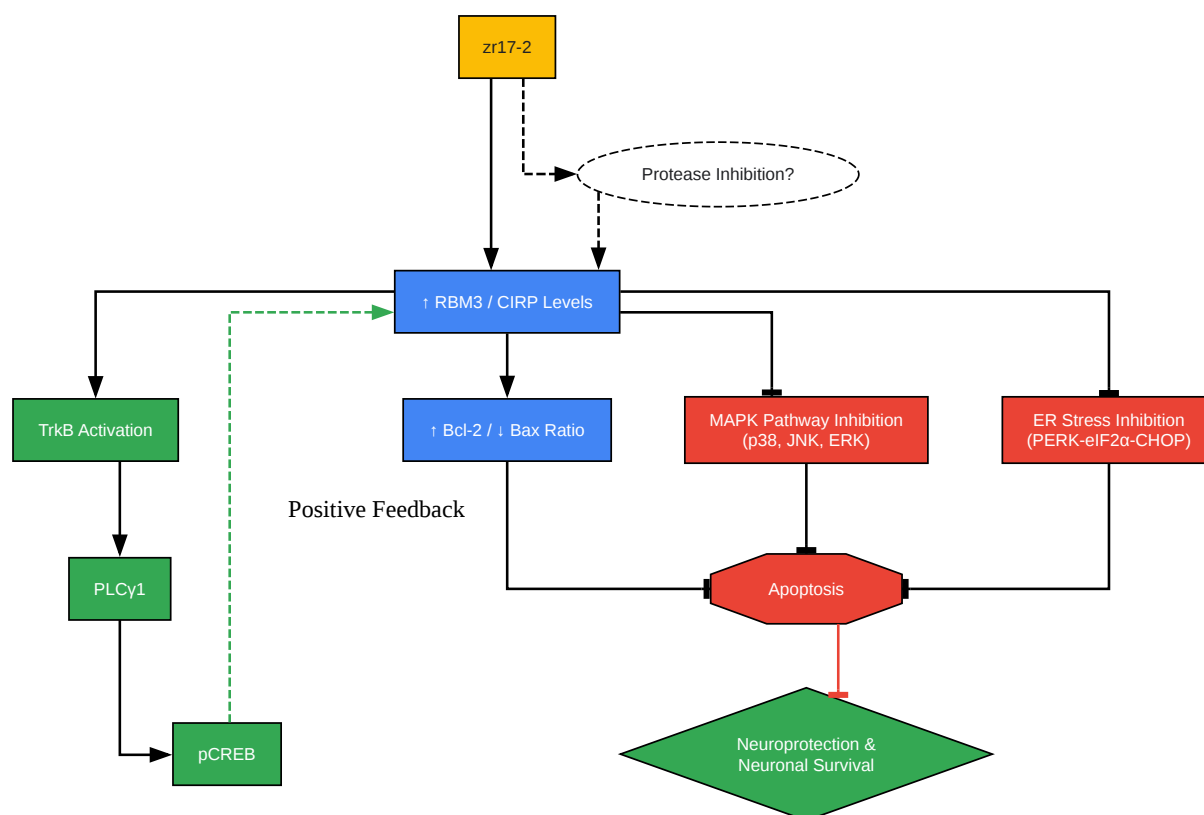 zr17-2
Protease Inhibition?
↑ RBM3 / CIRP Levels
TrkB Activation
↑ Bcl-2 / ↓ Bax Ratio
MAPK Pathway Inhibition
(p38, JNK, ERK)
ER Stress Inhibition
(PERK-eIF2α-CHOP)
Positive Feedback
PLCγ1
Apoptosis
pCREB
Neuroprotection &
Neuronal Survival